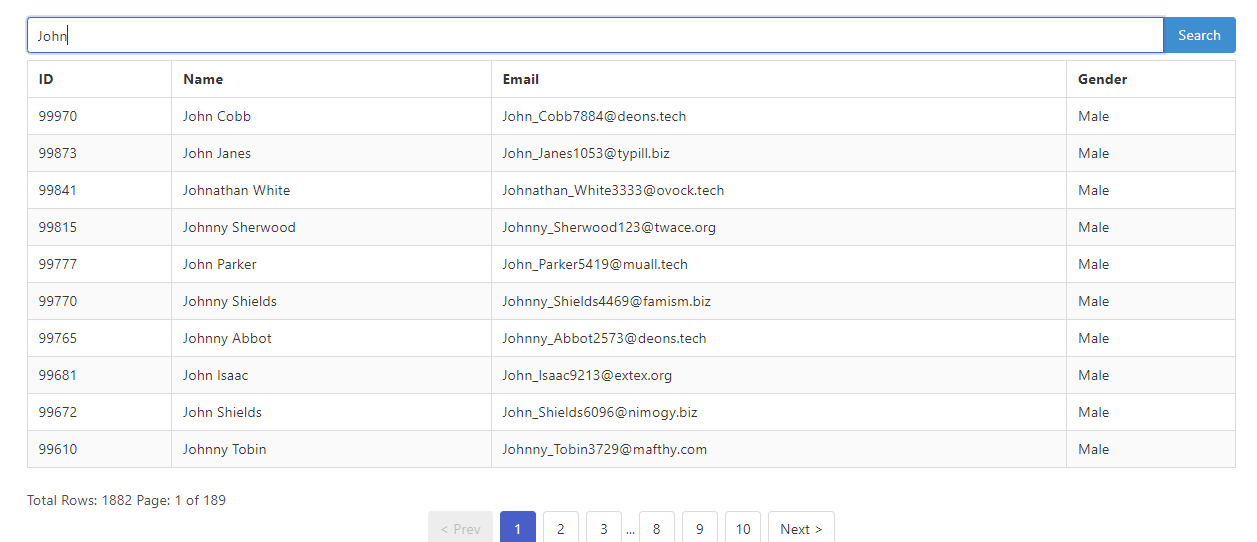 John Search
ID Name Email Gender
99970 John Cobb John_Cobb7884@deons.tech Male
99873 John Janes John_Janes1053@typill.biz Male
99841 Johnathan White Johnathan_White3333@ovock.tech Male
99815 Johnny Sherwood Johnny_Sherwood123@twace.org Male
99777 John Parker John_Parker5419@muall.tech Male
99770 Johnny Shields Johnny_Shields4469@famism.biz Male
99765 Johnny Abbot Johnny_Abbot2573@deons.tech Male
99681 John Isaac John_Isaac9213@extex.org Male
99672 John Shields John_Shields6096@nimogy.biz Male
99610 Johnny Tobin Johnny_Tobin3729@mafthy.com Male
Total Rows: 1882 Page: 1 of 189
< Prev 1 2 3 ... 8 9 10 Next >